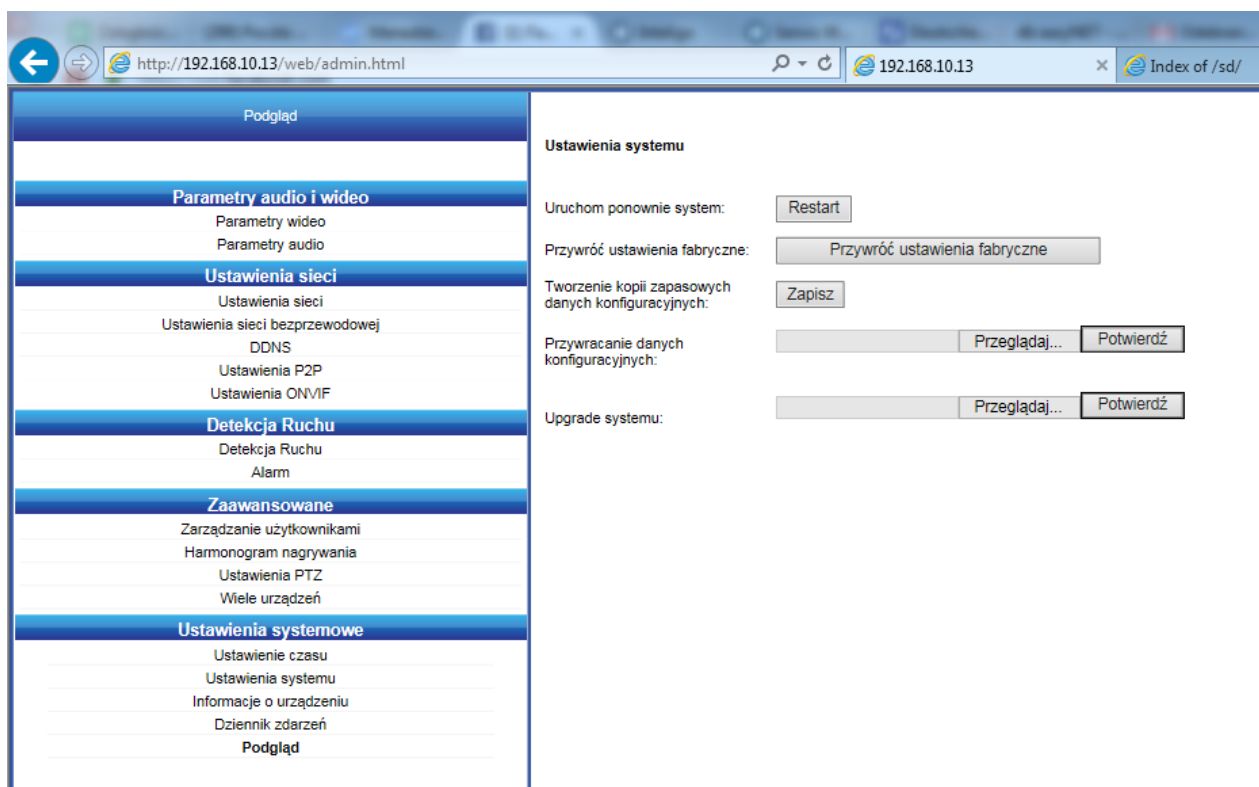 http://192.168.10.13/web/admin.html
192.168.10.13
Index of /sd/
Podgląd
Parametry audio i wideo
Parametry wideo
Parametry audio
Ustawienia sieci
Ustawienia sieci
Ustawienia sieci bezprzewodowej
DDNS
Ustawienia P2P
Ustawienia ONVIF
Detekcja Ruchu
Detekcja Ruchu
Alarm
Zaawansowane
Zarządzanie użytkownikami
Harmonogram nagrywania
Ustawienia PTZ
Wiele urządzeń
Ustawienia systemowe
Ustawienie czasu
Ustawienia systemu
Informacje o urządzeniu
Dziennik zdarzeń
Podgląd
Ustawienia systemu
Uruchom ponownie system: Restart
Przywróć ustawienia fabryczne: Przywróć ustawienia fabryczne
Tworzenie kopii zapasowych
danych konfiguracyjnych: Zapisz
Przywracanie danych
konfiguracyjnych: Przeglądaj... Potwierdź
Upgrade systemu: Przeglądaj... Potwierdź